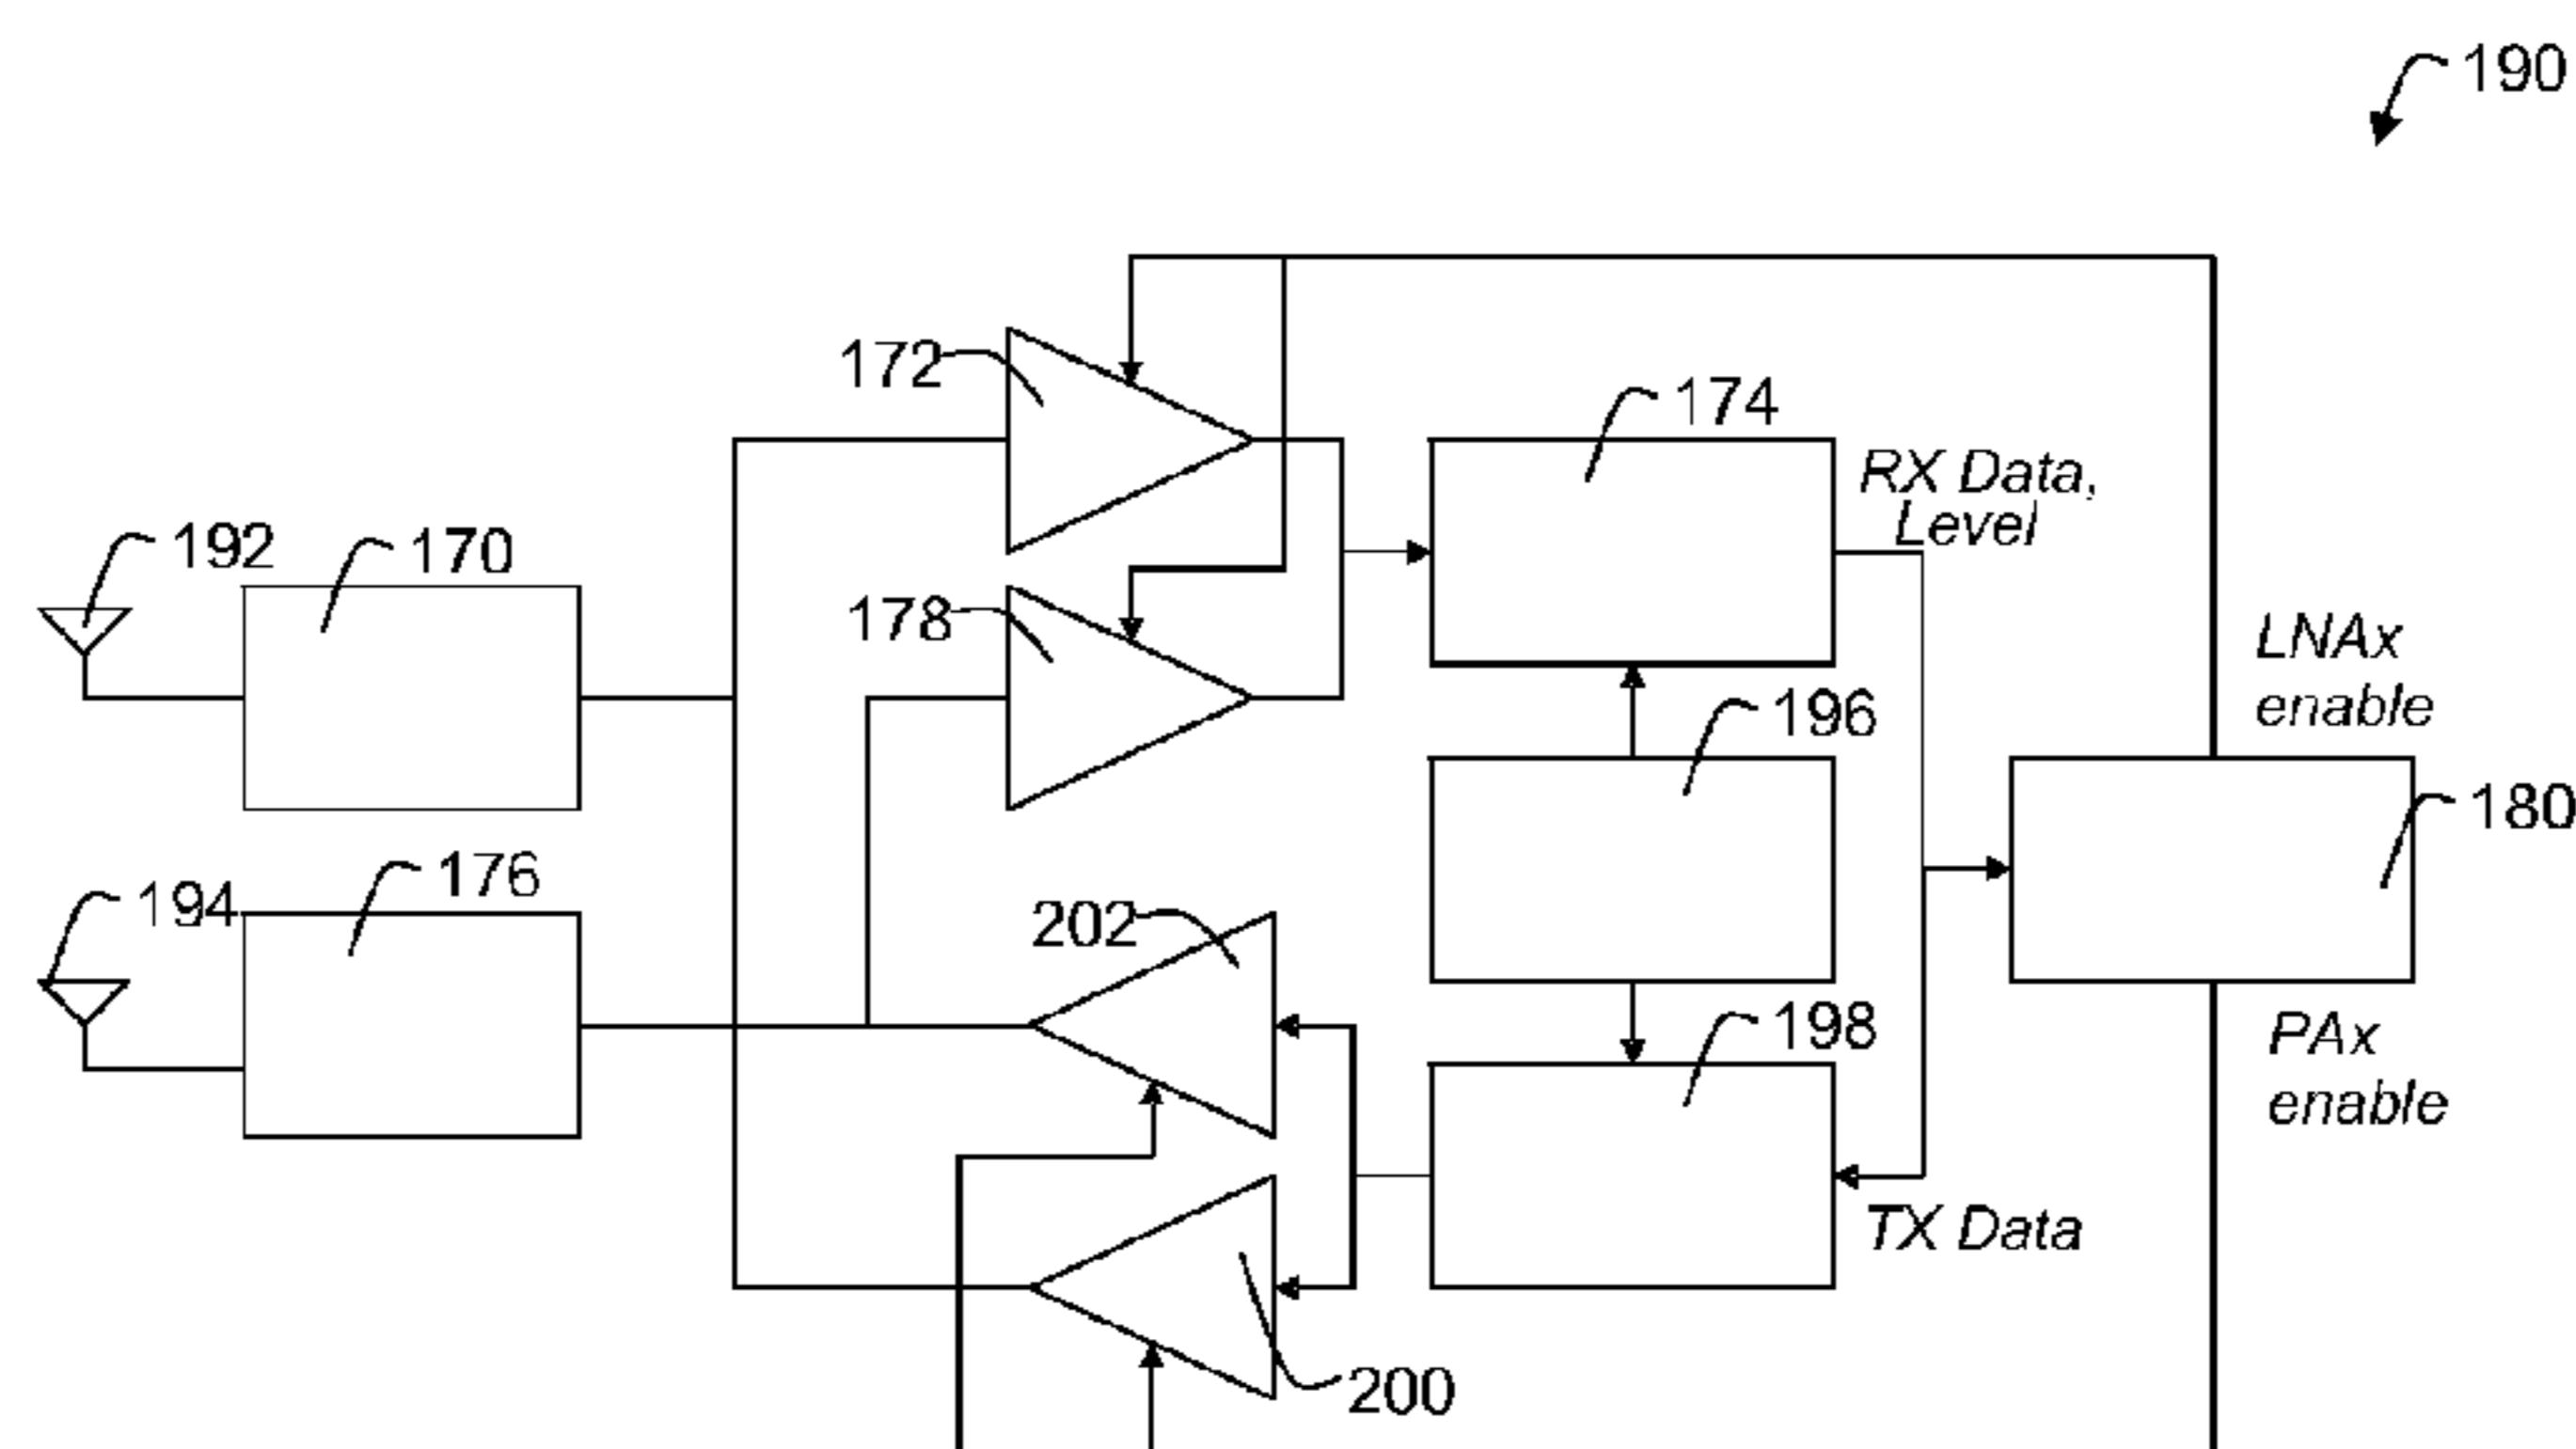 190
172
174
RX Data,
Level
192
170
178
LNAx
enable
196
180
176
194
202
198
PAx
enable
TX Data
200